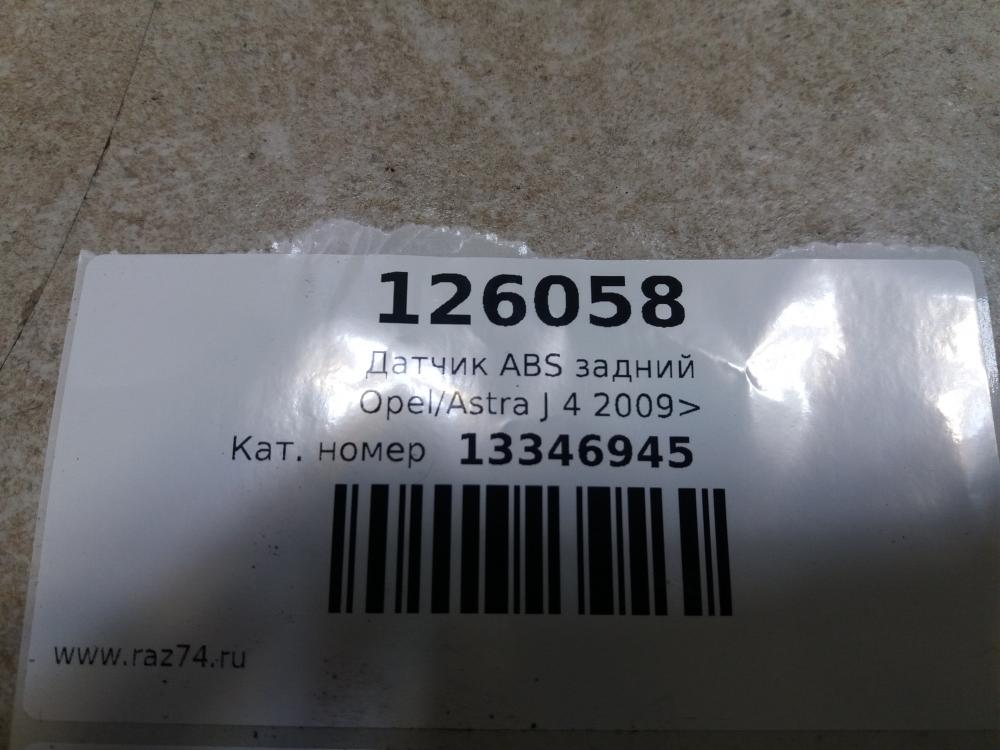 126058
Датчик ABS задний
Opel/Astra J 4 2009>
Кат. номер 13346945
www.raz74.ru